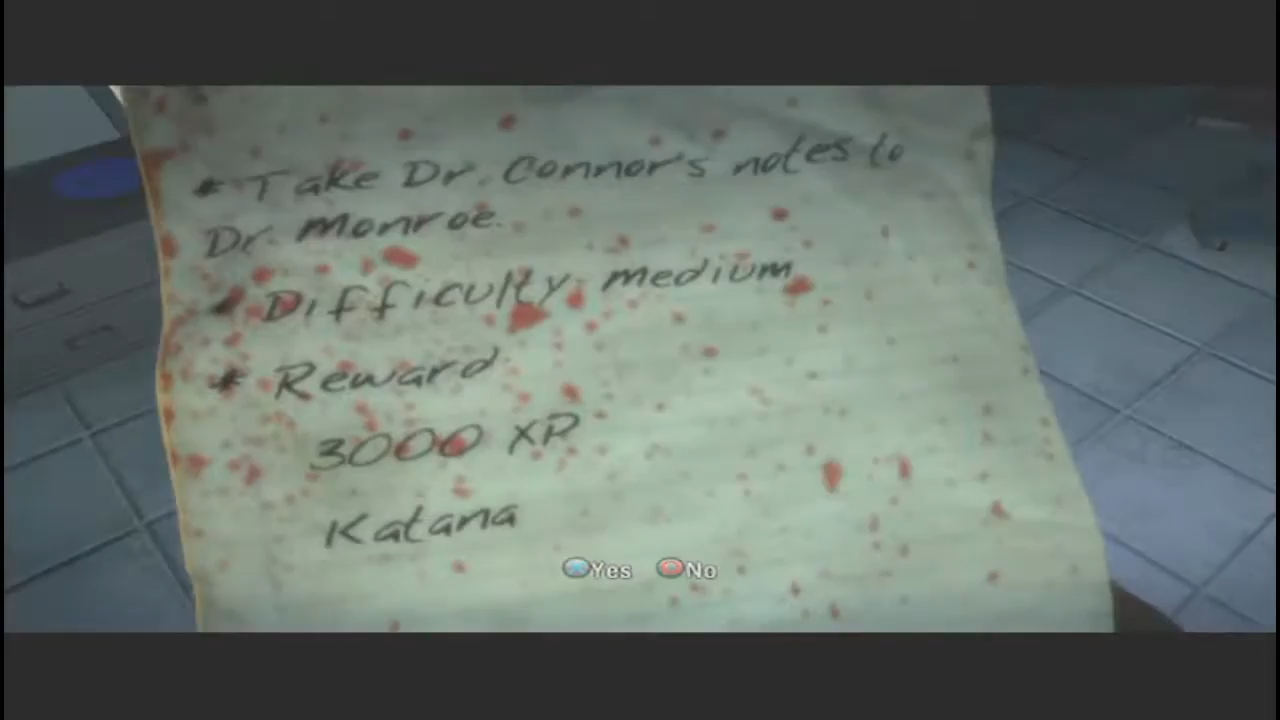 * Take Dr. Connor's notes to
Dr. Monroe.
* Difficulty: medium
* Reward
3000 XP
Katana
Yes No